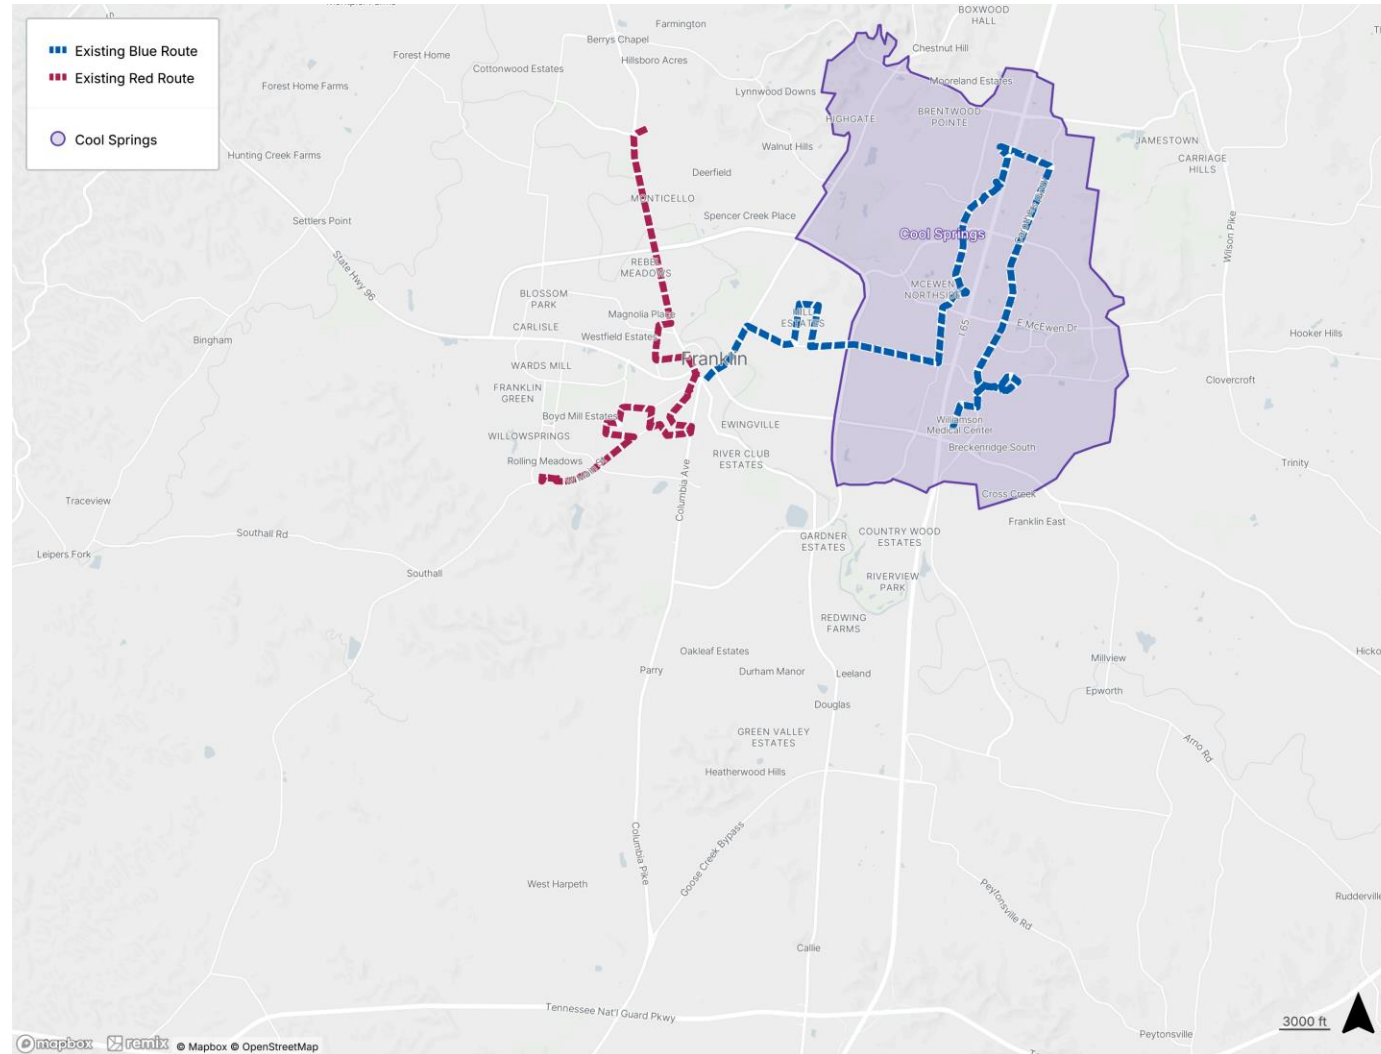 Existing Blue Route
Existing Red Route
Cool Springs
Farmington
Berrys Chapel
Hillsboro Acres
Forest Home
Cottonwood Estates
Forest Home Farms
Lynnwood Downs
BOXWOOD
HALL
Chestnut Hill
Mooreland Estates
BRENTWOOD
POINTE
HIGHGATE
JAMESTOWN
CARRIAGE
HILLS
Walnut Hills
Hunting Creek Farms
Deerfield
MONTICELLO
Spencer Creek Place
Settlers Point
Wilson Pike
Cool Springs
State Hwy 96
REBEL
MEADOWS
BLOSSOM
PARK
MCEWEN
NORTHSIDE
Magnolia Place
CARLISLE
Westfield Estates
ESTATES
I 65
E McEwen Dr
Hooker Hills
Bingham
Franklin
WARDS MILL
FRANKLIN
GREEN
Clovercroft
Boyd Mill Estates
WILLOWSPRINGS
EWINGVILLE
Williamson
Medical Center
Breckenridge South
RIVER CLUB
ESTATES
Rolling Meadows
Trinity
Columbia Ave
Cross Creek
Franklin East
Traceview
Southall Rd
Leipers Fork
GARDNER
ESTATES
COUNTRY WOOD
ESTATES
Southall
RIVERVIEW
PARK
REDWING
FARMS
Oakleaf Estates
Parry
Durham Manor
Leeland
Millview
Epworth
Douglas
GREEN VALLEY
ESTATES
Arno Rd
Heatherwood Hills
Columbia Pike
Goose Creek Bypass
West Harpeth
Peytonsville Rd
Rudderville
Callie
Tennessee Nat'l Guard Pkwy
Peytonsville
3000 ft
mapbox remix © Mapbox © OpenStreetMap